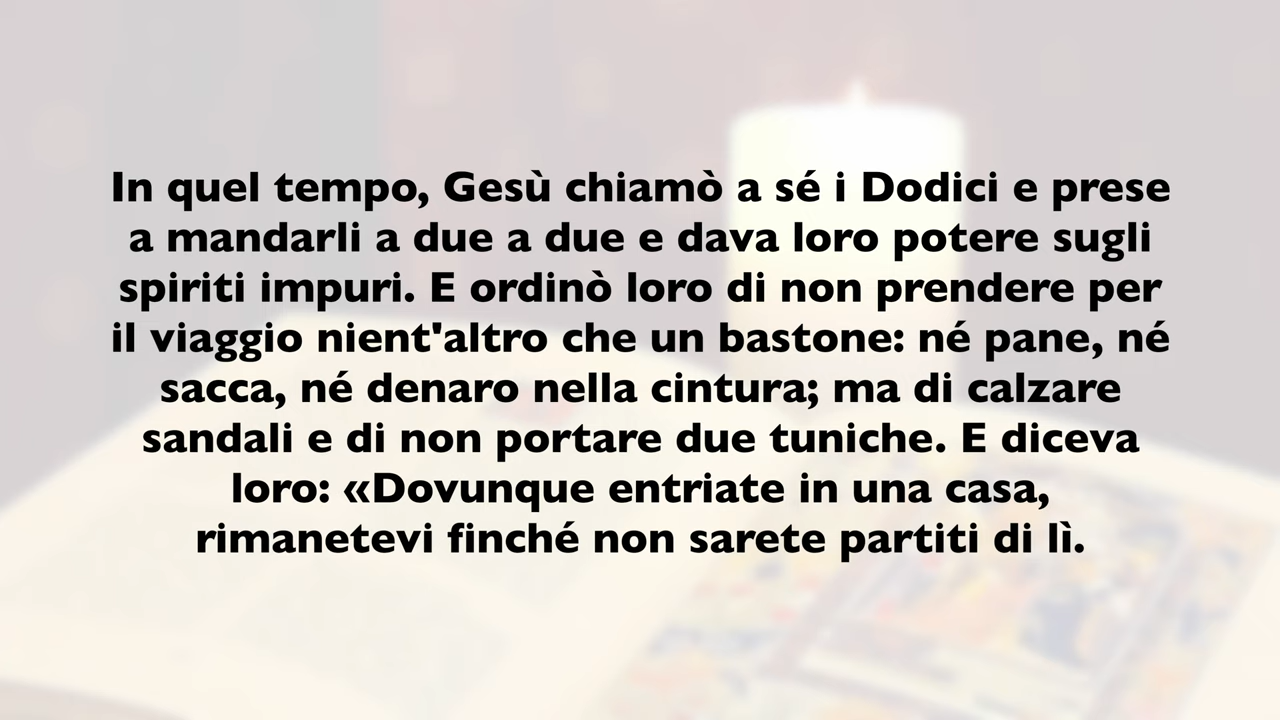 In quel tempo, Gesù chiamò a sé i Dodici e prese
a mandarli a due a due e dava loro potere sugli
spiriti impuri. E ordinò loro di non prendere per
il viaggio nient'altro che un bastone: né pane, né
sacca, né denaro nella cintura; ma di calzare
sandali e di non portare due tuniche. E diceva
loro: «Dovunque entriate in una casa,
rimanetevi finché non sarete partiti di lì.